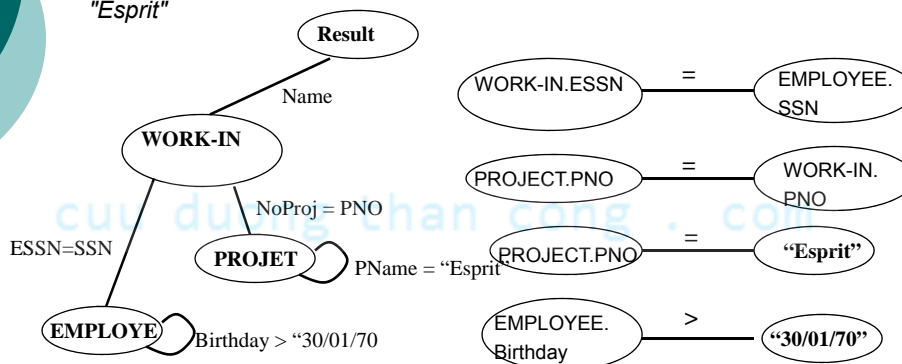 "Esprit"
Result
Name
WORK-IN
NoProj = PNO
ESSN=SSN
PROJET
PName = “Esprit”
EMPLOYE
Birthday > “30/01/70
WORK-IN.ESSN
=
EMPLOYEE.
SSN
PROJECT.PNO
=
WORK-IN.
PNO
PROJECT.PNO
=
“Esprit”
EMPLOYEE.
Birthday
>
“30/01/70”
cuu duong than cong . com